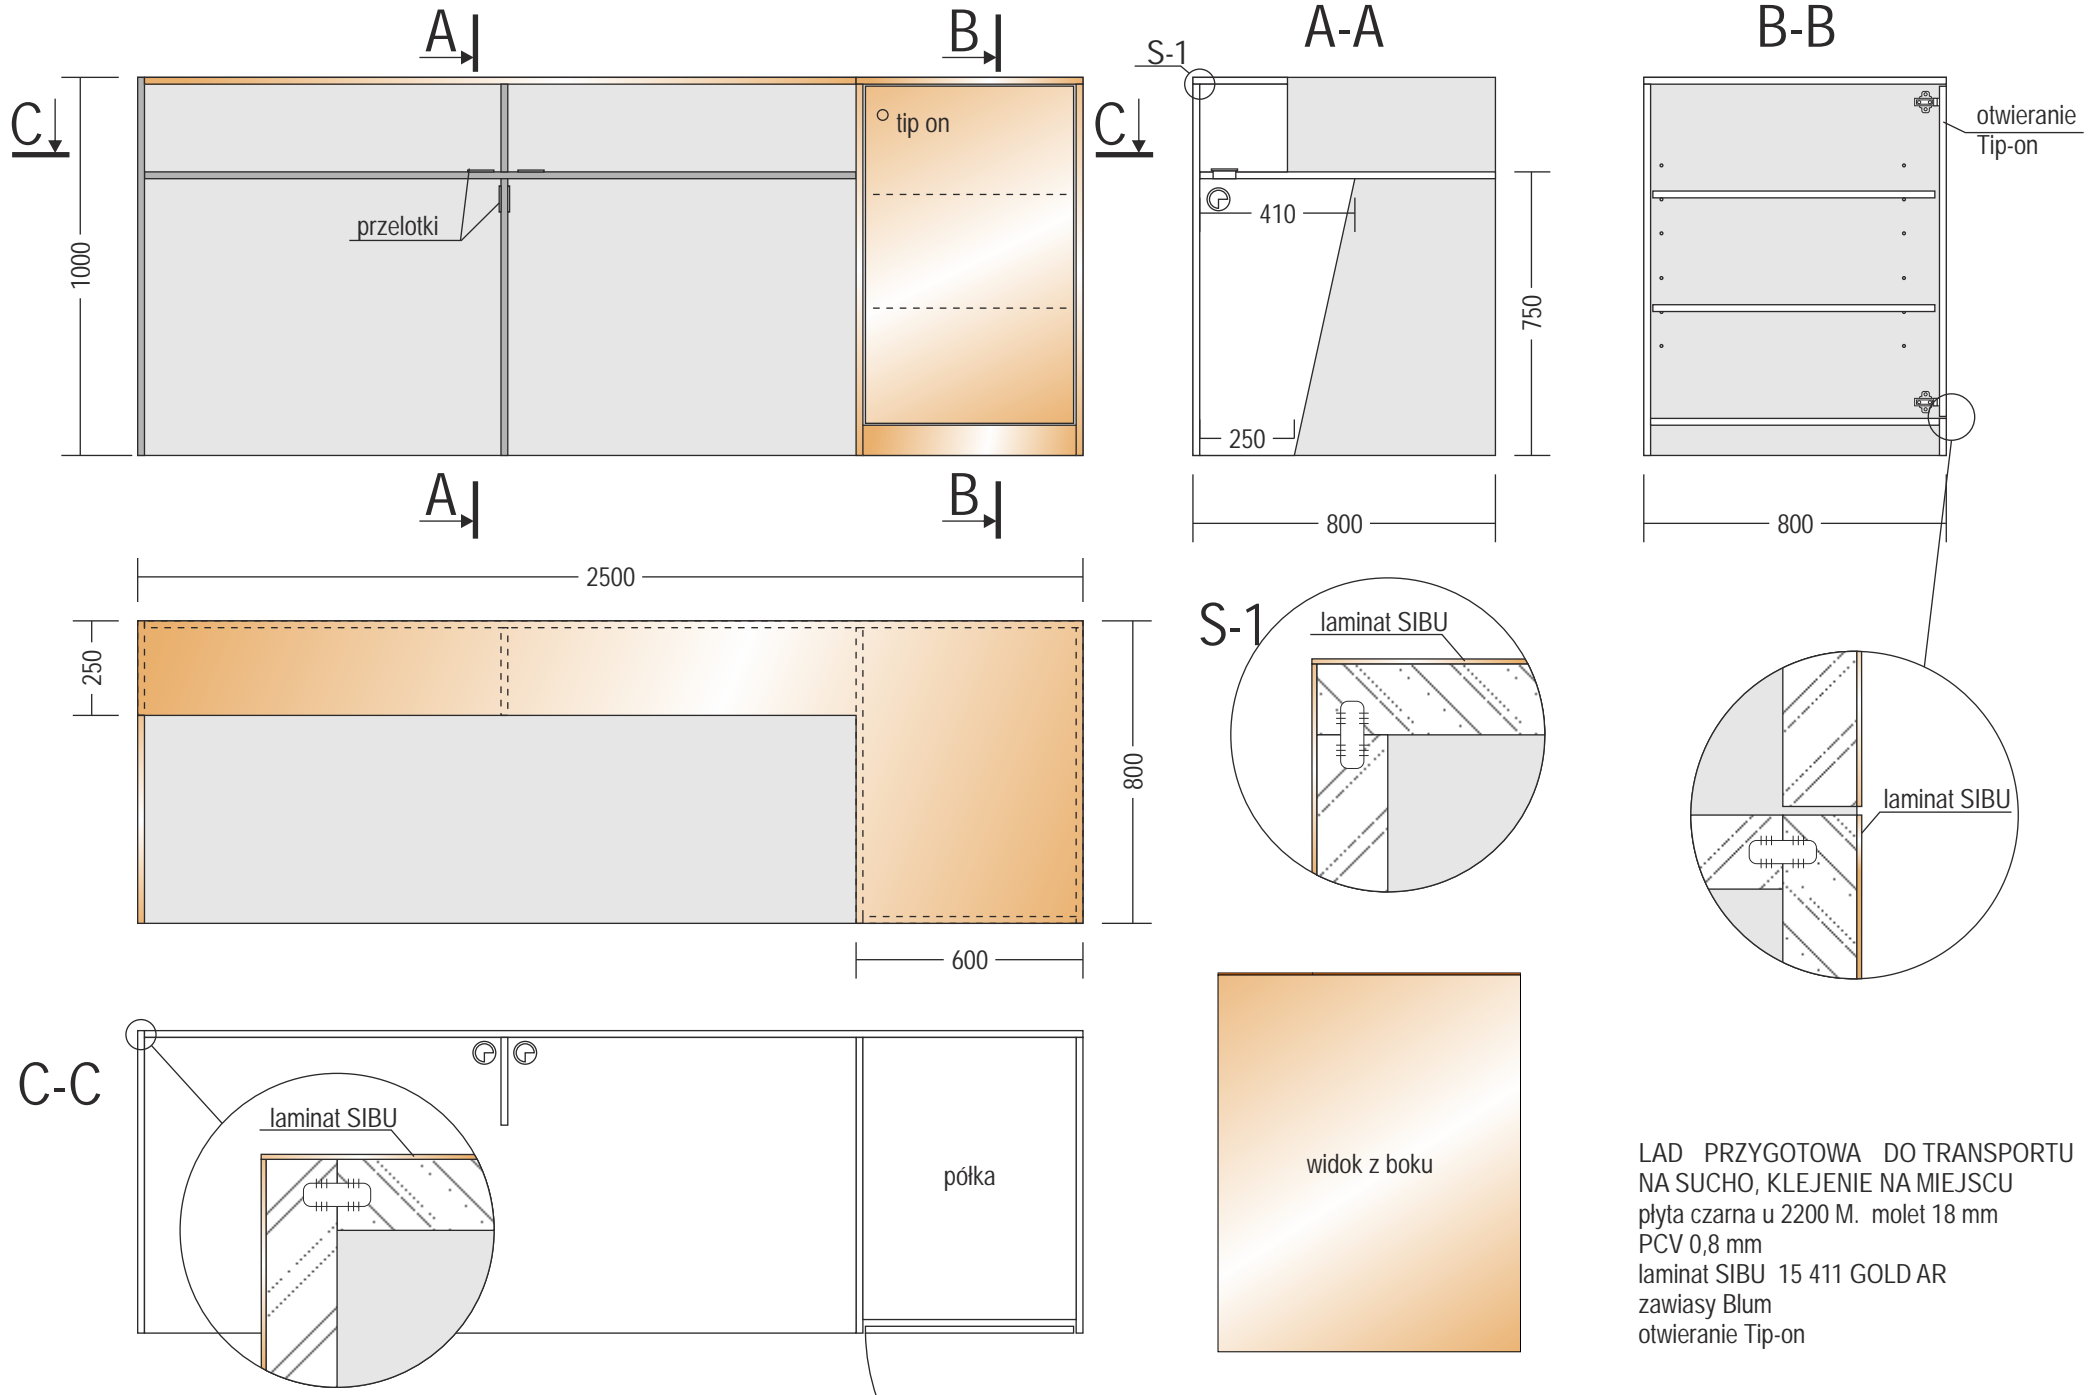 A
B
A-A
B-B
S-1
C
tip on
C
otwieranie
Tip-on
przelotki
1000
410
750
250
A
B
800
800
2500
250
800
600
S-1
laminat SIBU
laminat SIBU
C-C
laminat SIBU
półka
widok z boku
LAD PRZYGOTOWA DO TRANSPORTU
NA SUCHO, KLEJENIE NA MIEJSCU
płyta czarna u 2200 M. molet 18 mm
PCV 0,8 mm
laminat SIBU 15 411 GOLD AR
zawiasy Blum
otwieranie Tip-on